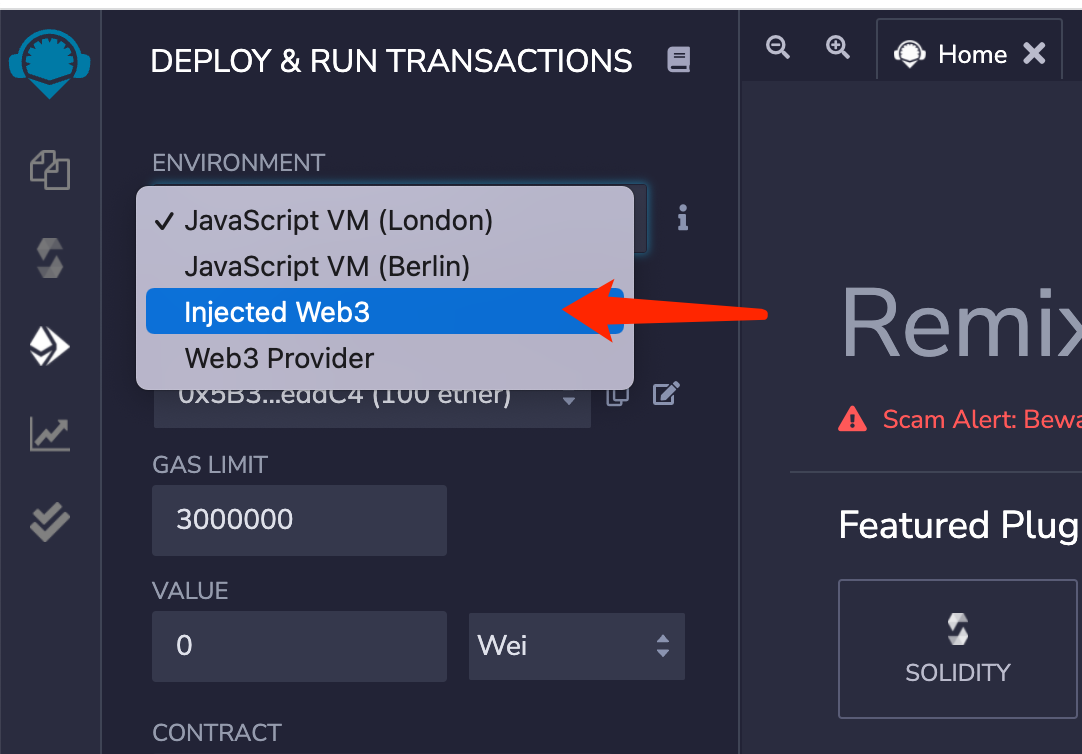 DEPLOY & RUN TRANSACTIONS
Home
ENVIRONMENT
JavaScript VM (London)
JavaScript VM (Berlin)
Injected Web3
Web3 Provider
0x5B3...eddC4 (100 ether)
GAS LIMIT
3000000
VALUE
0
Wei
CONTRACT
Remix
Scam Alert: Bewa
Featured Plug
SOLIDITY